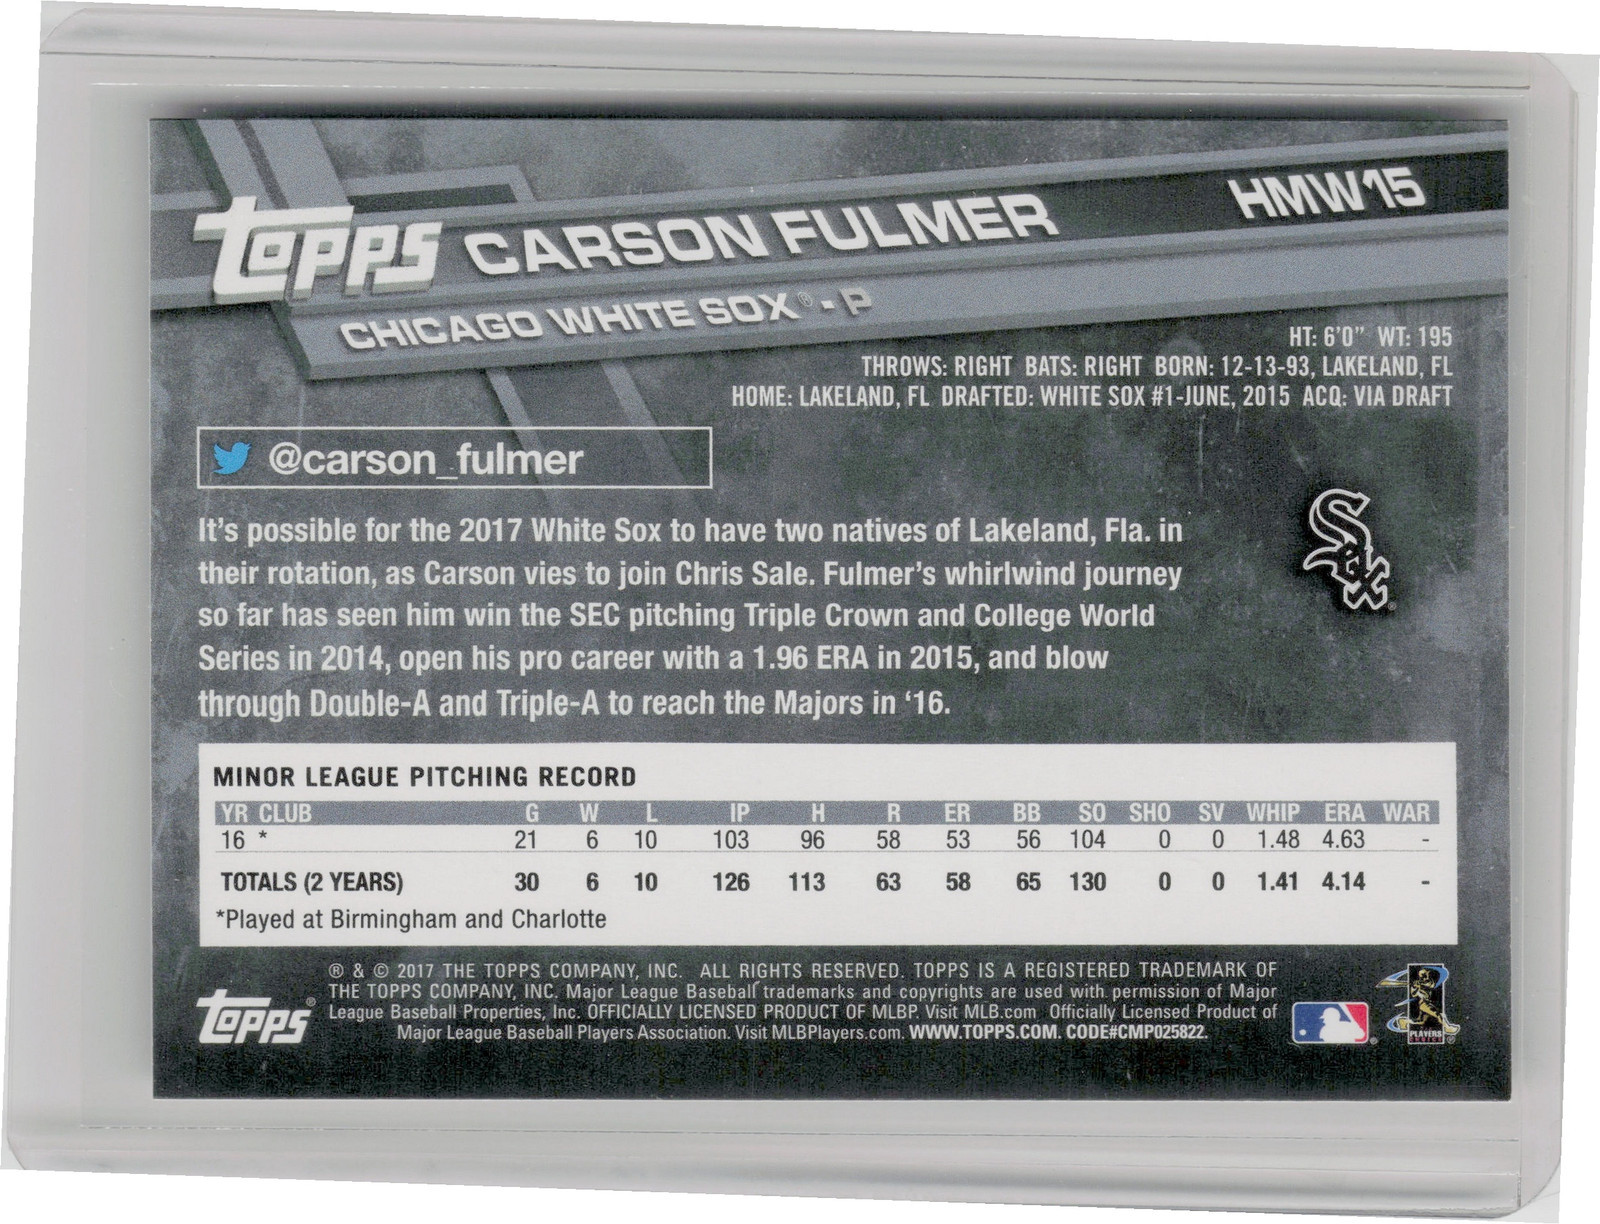 Topps CARSON FULMER HMW15
CHICAGO WHITE SOX® - P
HT: 6'0" WT: 195
THROWS: RIGHT BATS: RIGHT BORN: 12-13-93, LAKELAND, FL
HOME: LAKELAND, FL DRAFTED: WHITE SOX #1-JUNE, 2015 ACQ: VIA DRAFT
@carson_fulmer
It's possible for the 2017 White Sox to have two natives of Lakeland, Fla. in
their rotation, as Carson vies to join Chris Sale. Fulmer's whirlwind journey
so far has seen him win the SEC pitching Triple Crown and College World
Series in 2014, open his pro career with a 1.96 ERA in 2015, and blow
through Double-A and Triple-A to reach the Majors in '16.
Sox
MINOR LEAGUE PITCHING RECORD
YR CLUB G W L IP H R ER BB SO SHO SV WHIP ERA WAR
16 * 21 6 10 103 96 58 53 56 104 0 0 1.48 4.63 -
TOTALS (2 YEARS) 30 6 10 126 113 63 58 65 130 0 0 1.41 4.14 -
*Played at Birmingham and Charlotte
® & © 2017 THE TOPPS COMPANY, INC. ALL RIGHTS RESERVED. TOPPS IS A REGISTERED TRADEMARK OF
THE TOPPS COMPANY, INC. Major League Baseball trademarks and copyrights are used with permission of Major
League Baseball Properties, Inc. OFFICIALLY LICENSED PRODUCT OF MLBP. Visit MLB.com Officially Licensed Product of
Major League Baseball Players Association. Visit MLBPlayers.com. WWW.TOPPS.COM. CODE#CMP025822.
Topps®
PLAYERS
CHOICE